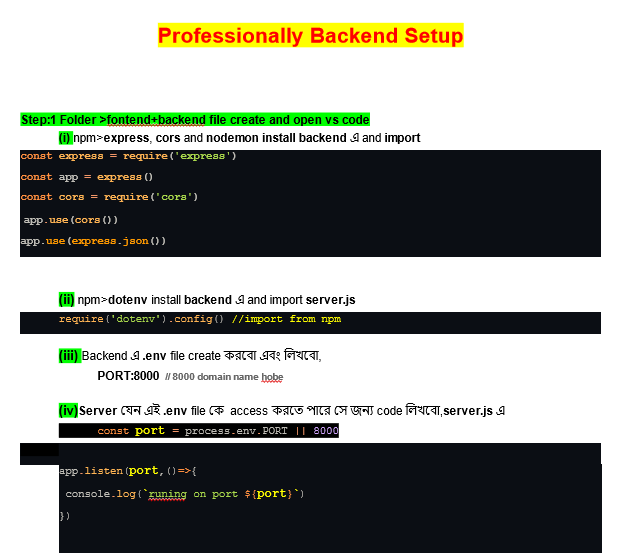 Professionally Backend Setup
Step:1 Folder >fontend+backend file create and open vs code
(i) npm>express, cors and nodemon install backend এ and import
const express = require('express')
const app = express()
const cors = require('cors')
app.use(cors())
app.use(express.json())
(ii) npm>dotenv install backend এ and import server.js
require('dotenv').config() //import from npm
(iii) Backend এ .env file create করবো এবং লিখবো,
PORT:8000 // 8000 domain name hobe
(iv)Server যেন এই .env file কে access করতে পারে সে জন্য code লিখবো,server.js এ
const port = process.env.PORT || 8000
app.listen(port,()=>{
console.log(`runing on port ${port}`)
})